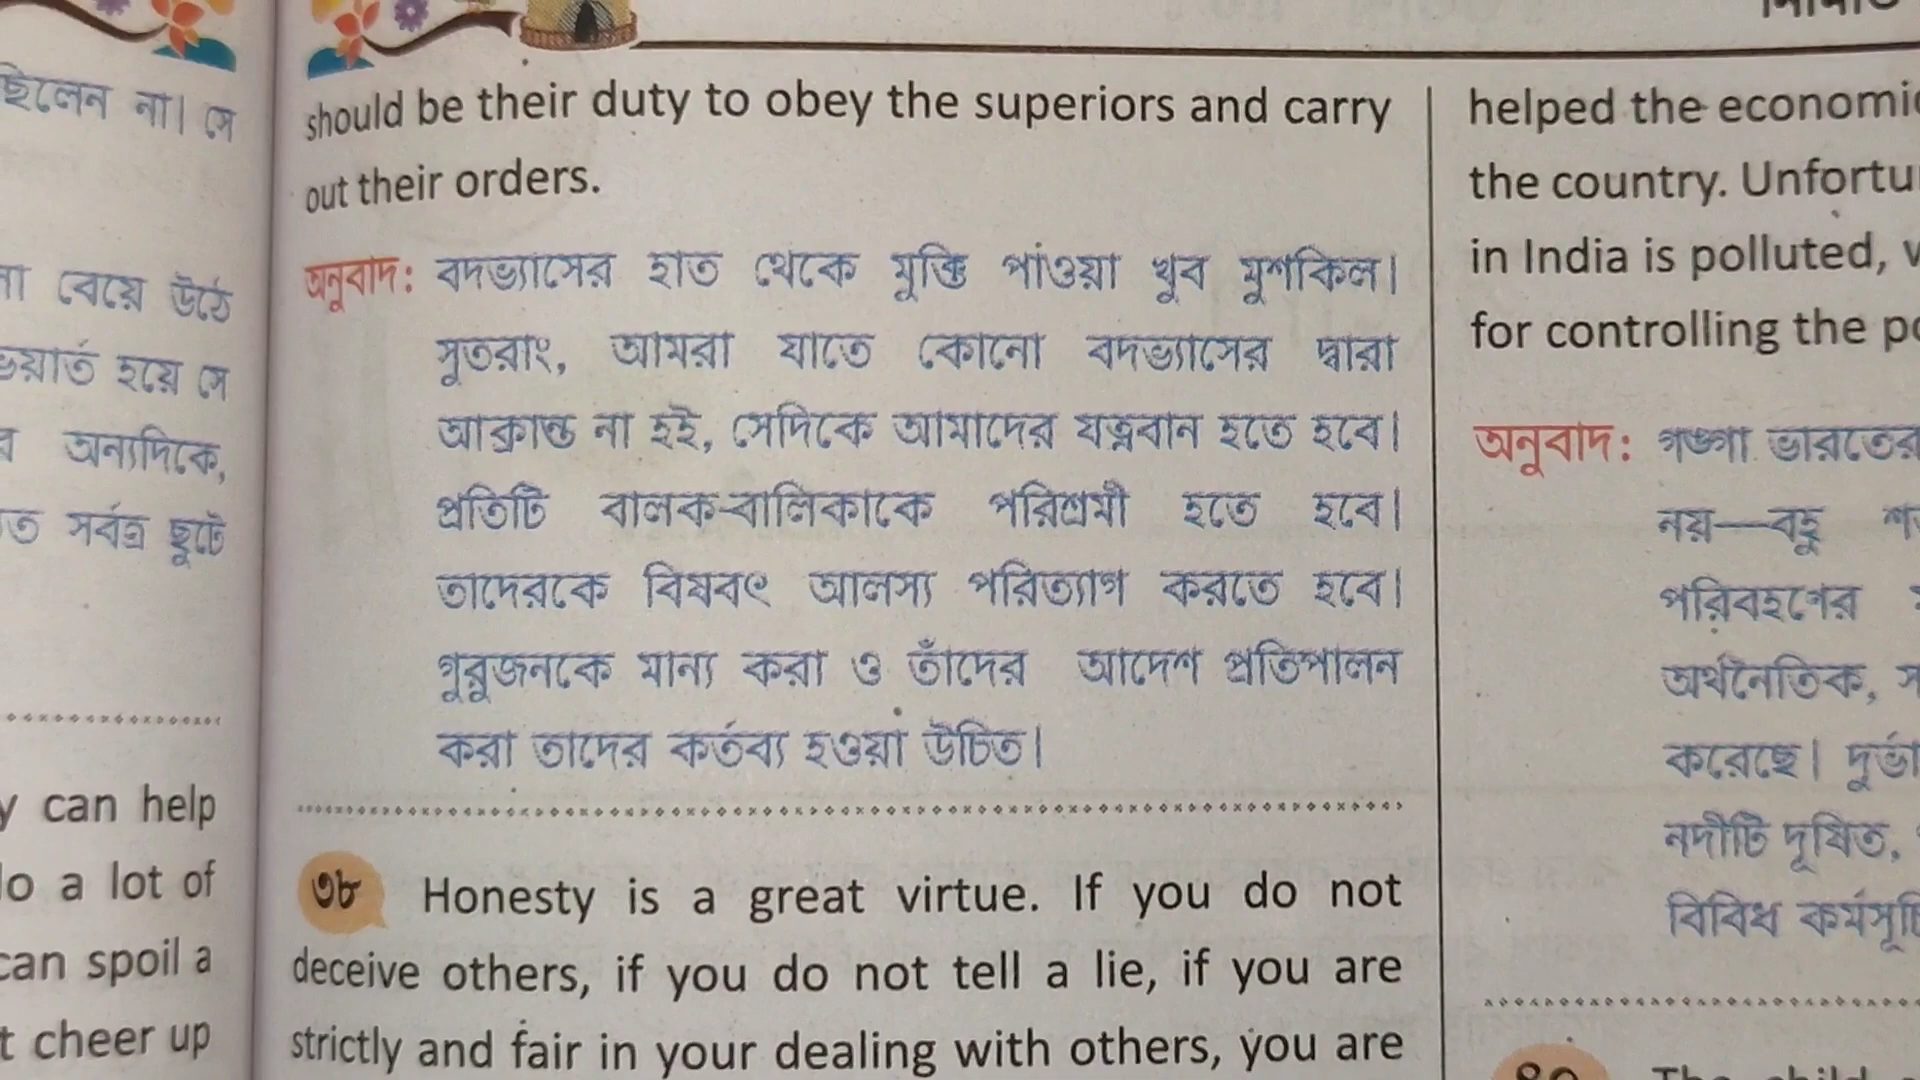 ছিলেন না। সে
না বেয়ে উঠে
ভয়ার্ত হয়ে সে
অন্যদিকে,
সর্বত্র ছুটে
can help
a lot of
can spoil a
cheer up
should be their duty to obey the superiors and carry
out their orders.
অনুবাদ: বদভ্যাসের হাত থেকে মুক্তি পাওয়া খুব মুশকিল।
সুতরাং, আমরা যাতে কোনো বদভ্যাসের দ্বারা
আক্রান্ত না হই, সেদিকে আমাদের যত্নবান হতে হবে।
প্রতিটি বালক-বালিকাকে পরিশ্রমী হতে হবে।
তাদেরকে বিষবৎ আলস্য পরিত্যাগ করতে হবে।
গুরুজনকে মান্য করা ও তাঁদের আদেশ প্রতিপালন
করা তাদের কর্তব্য হওয়া উচিত।
৩৮ Honesty is a great virtue. If you do not
deceive others, if you do not tell a lie, if you are
strictly and fair in your dealing with others, you are
helped the economic
the country. Unfortu
in India is polluted,
for controlling the
অনুবাদ: গঙ্গা ভারতের
নয়—বহু
পরিবহণের
অর্থনৈতিক,
করেছে।
নদীটি দূষিত,
বিবিধ